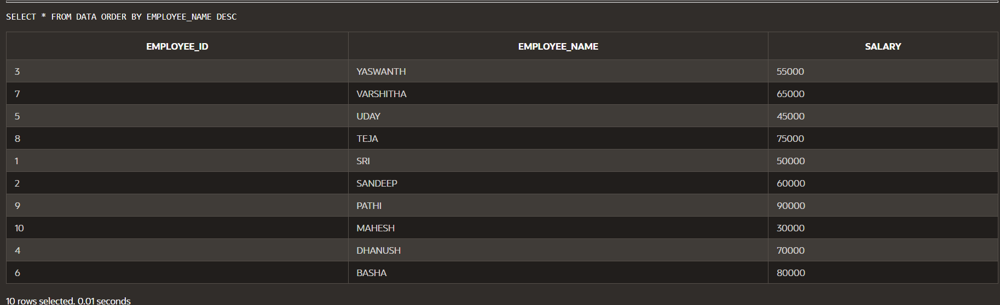 SELECT * FROM DATA ORDER BY EMPLOYEE_NAME DESC
EMPLOYEE_ID EMPLOYEE_NAME SALARY
3 YASWANTH 55000
7 VARSHITHA 65000
5 UDAY 45000
8 TEJA 75000
1 SRI 50000
2 SANDEEP 60000
9 PATHI 90000
10 MAHESH 30000
4 DHANUSH 70000
6 BASHA 80000
10 rows selected. 0.01 seconds